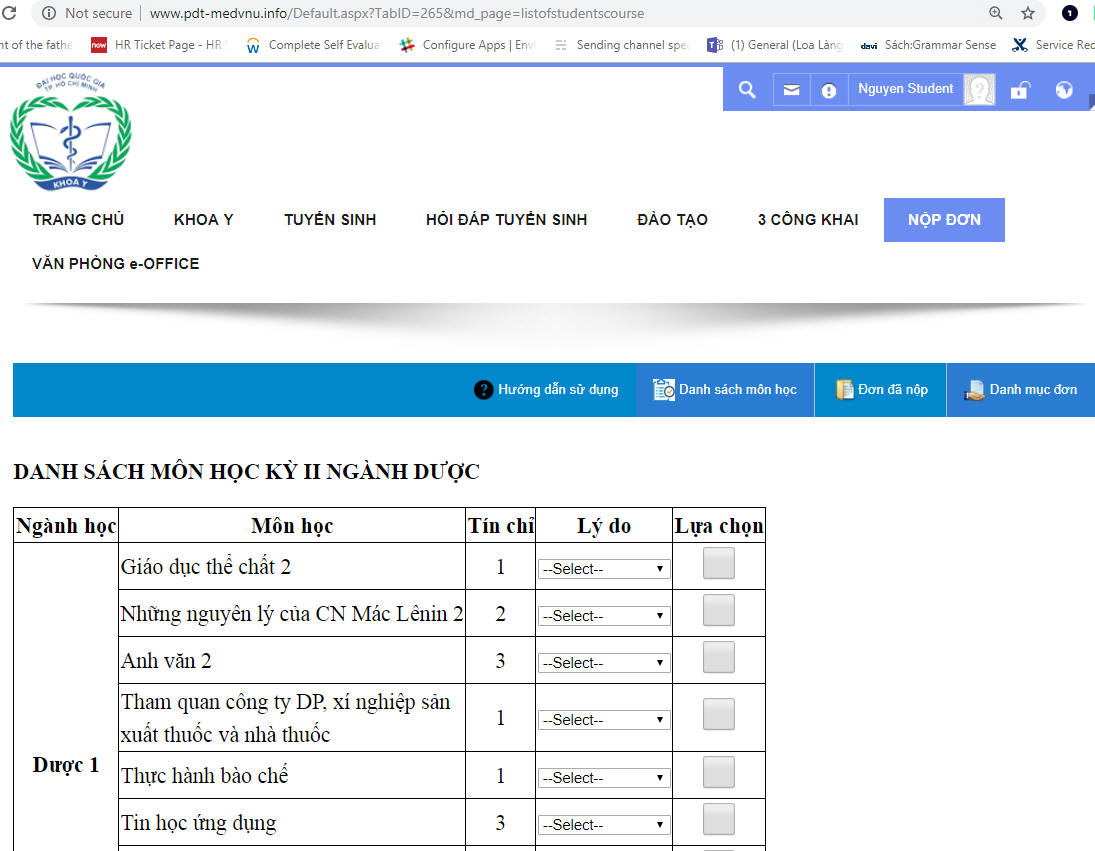 Not secure
www.pdt-medvnu.info/Default.aspx?TabID=265&md_page=listofstudentscourse
1
nt of the fathe
now HR Ticket Page - HR
Complete Self Evalua
Configure Apps | Env
Sending channel spec
(1) General (Loa Làng
davi Sách:Grammar Sense
Service Rec
ĐẠI HỌC QUỐC GIA
TP. HỒ CHÍ MINH
KHOA Y
Nguyen Student
TRANG CHỦ KHOA Y TUYỂN SINH HỎI ĐÁP TUYỂN SINH ĐÀO TẠO 3 CÔNG KHAI NỘP ĐƠN
VĂN PHÒNG e-OFFICE
Hướng dẫn sử dụng Danh sách môn học Đơn đã nộp Danh mục đơn
DANH SÁCH MÔN HỌC KỲ II NGÀNH DƯỢC
Ngành học Môn học Tín chỉ Lý do Lựa chọn
Giáo dục thể chất 2 1 --Select--
Những nguyên lý của CN Mác Lênin 2 2 --Select--
Anh văn 2 3 --Select--
Tham quan công ty DP, xí nghiệp sản
xuất thuốc và nhà thuốc 1 --Select--
Dược 1
Thực hành bào chế 1 --Select--
Tin học ứng dụng 3 --Select--